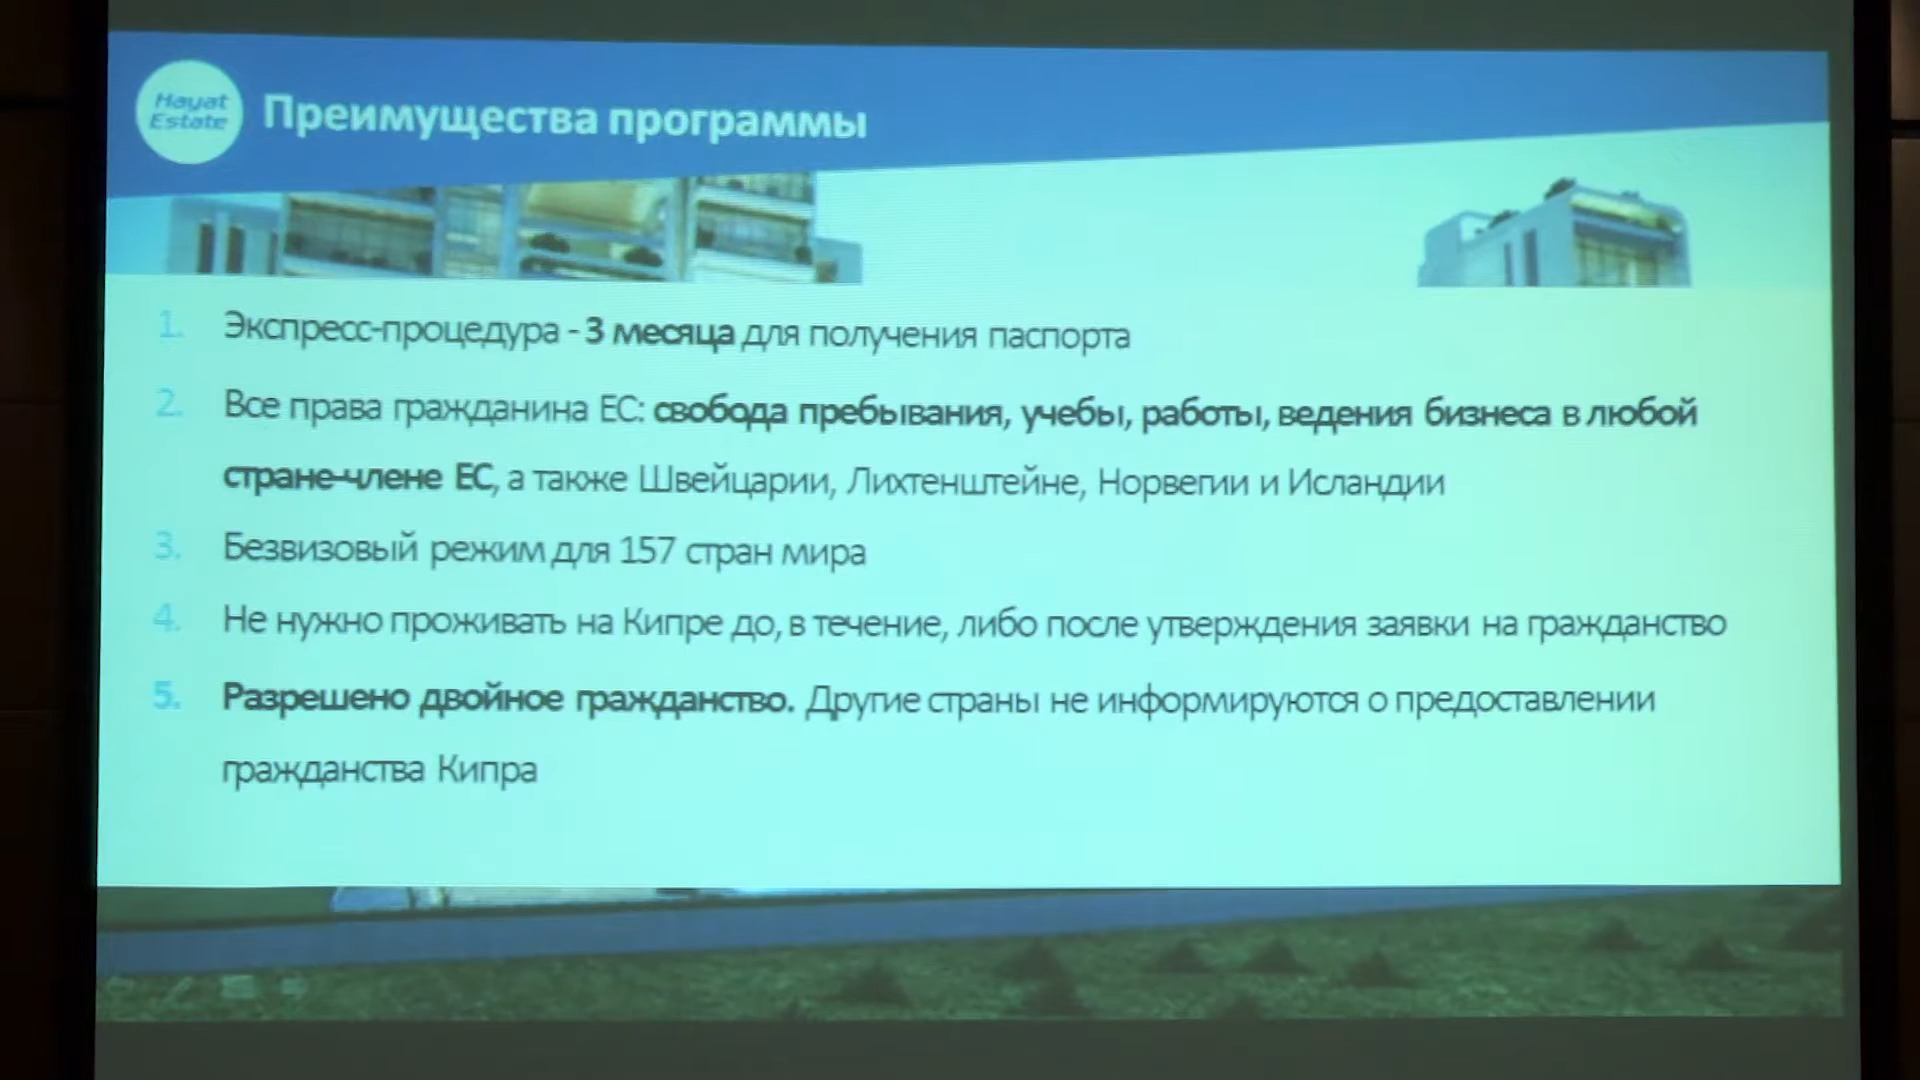 Hayat
Estate
Преимущества программы
1. Экспресс-процедура - 3 месяца для получения паспорта
2. Все права гражданина ЕС: свобода пребывания, учебы, работы, ведения бизнеса в любой
стране-члене ЕС, а также Швейцарии, Лихтенштейне, Норвегии и Исландии
3. Безвизовый режим для 157 стран мира
4. Не нужно проживать на Кипре до, в течение, либо после утверждения заявки на гражданство
5. Разрешено двойное гражданство. Другие страны не информируются о предоставлении
гражданства Кипра